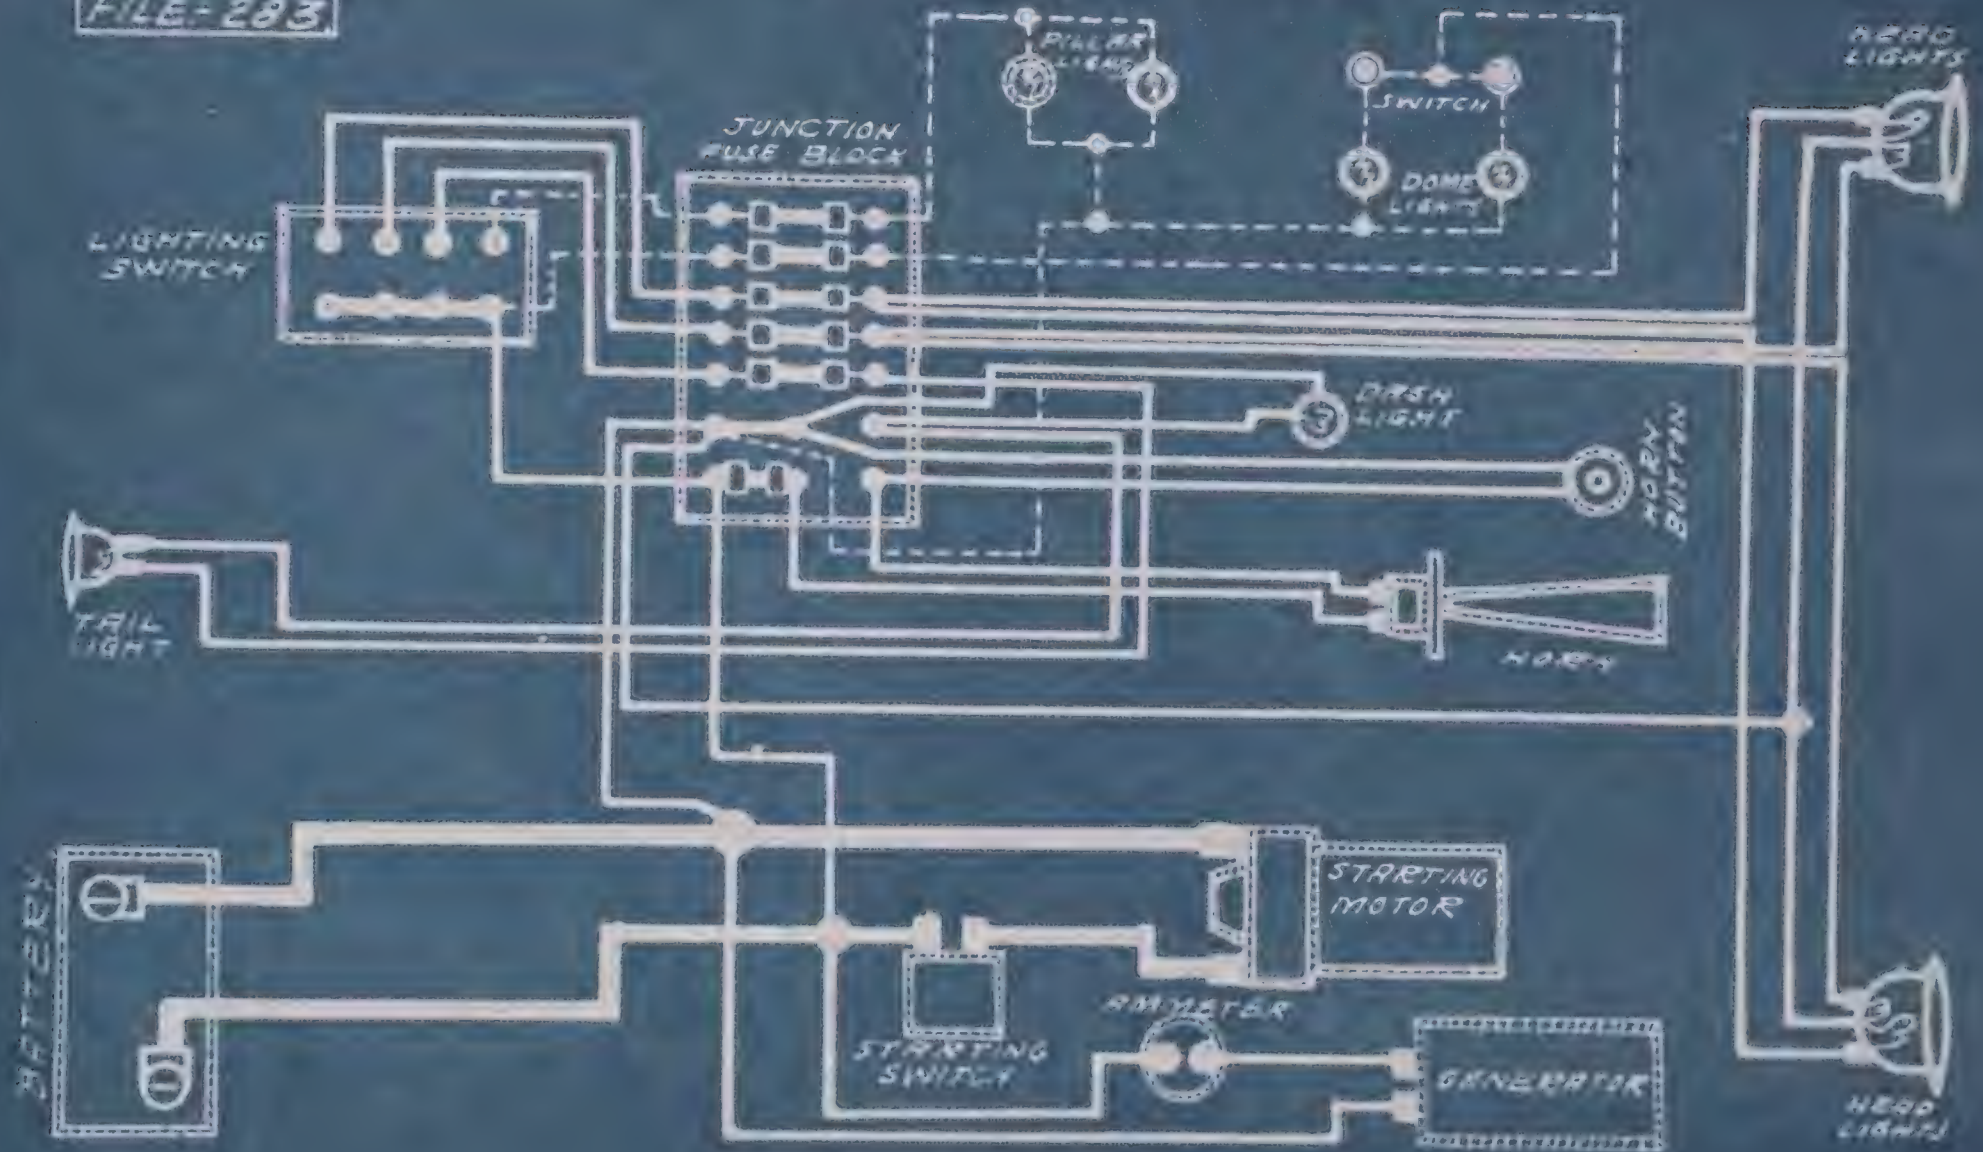 FILE-283
PILLAR
LIGHTS
SWITCH
DOME
LIGHTS
HEAD
LIGHTS
JUNCTION
FUSE BLOCK
LIGHTING
SWITCH
DASH
LIGHT
HORN
BUTTON
TAIL
LIGHT
HORN
BATTERY
STARTING
MOTOR
AMMETER
STARTING
SWITCH
GENERATOR
HEAD
LIGHTS